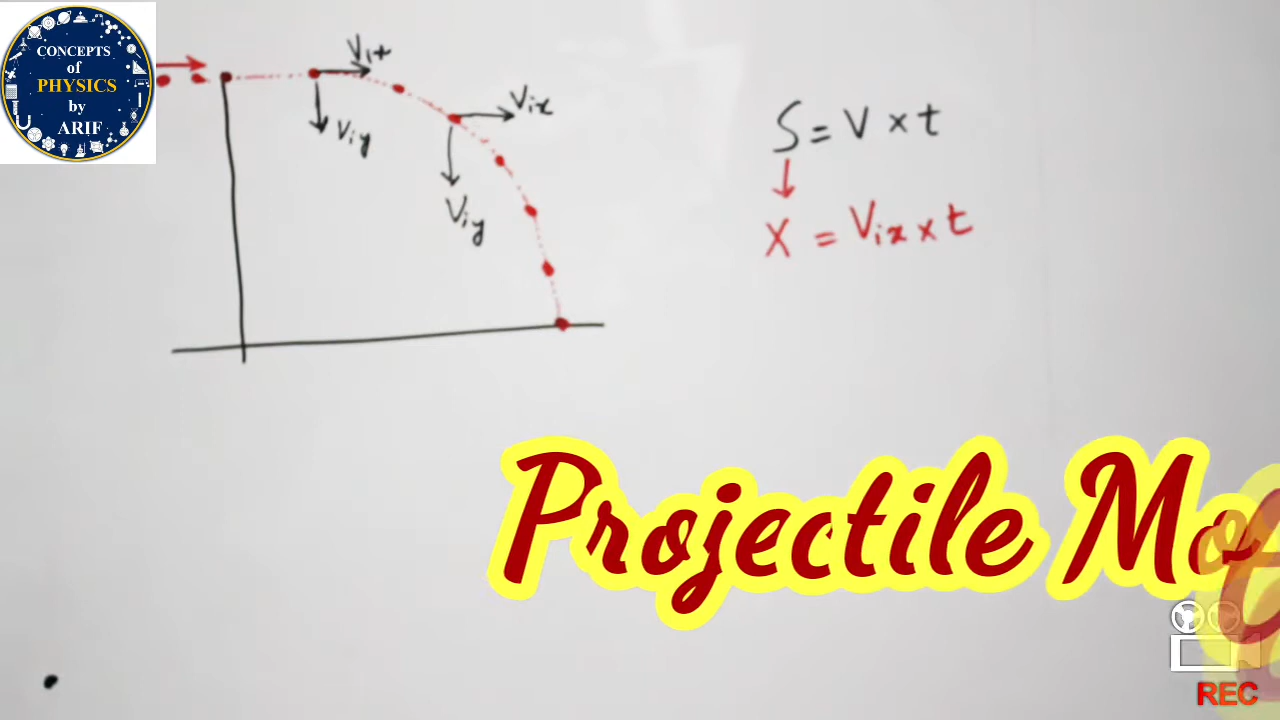 CONCEPTS
of
PHYSICS
by
ARIF
Vix
Viy
Vix
Viy
S = V × t
X = Vix × t
Projectile Mo
REC